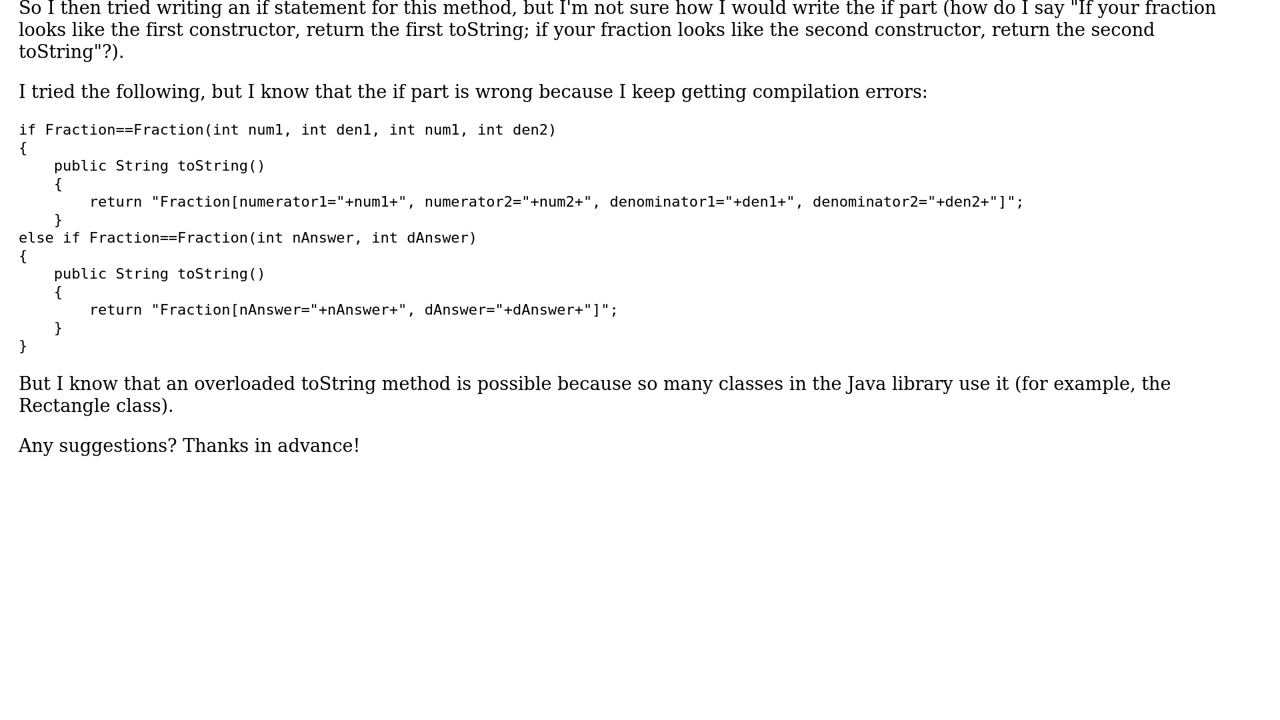 So I then tried writing an if statement for this method, but I'm not sure how I would write the if part (how do I say "If your fraction
looks like the first constructor, return the first toString; if your fraction looks like the second constructor, return the second
toString"?).
I tried the following, but I know that the if part is wrong because I keep getting compilation errors:
if Fraction==Fraction(int num1, int den1, int num1, int den2)
{
    public String toString()
    {
        return "Fraction[numerator1="+num1+", numerator2="+num2+", denominator1="+den1+", denominator2="+den2+"]";
    }
else if Fraction==Fraction(int nAnswer, int dAnswer)
{
    public String toString()
    {
        return "Fraction[nAnswer="+nAnswer+", dAnswer="+dAnswer+"]";
    }
}
But I know that an overloaded toString method is possible because so many classes in the Java library use it (for example, the
Rectangle class).
Any suggestions? Thanks in advance!